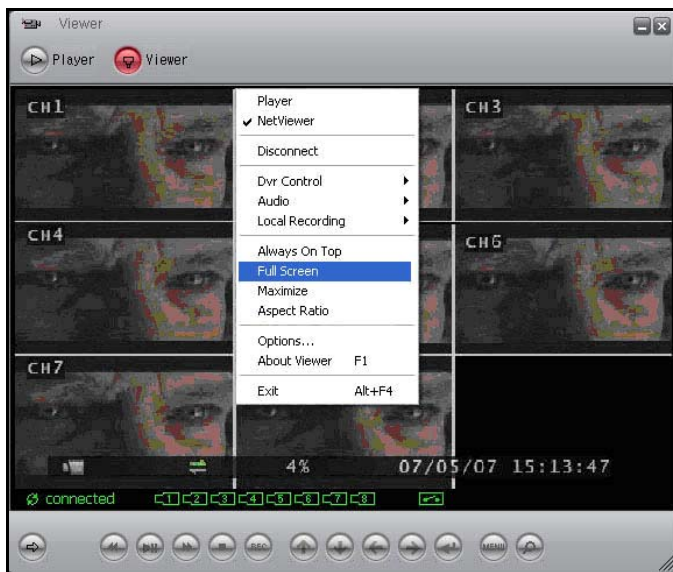 Viewer
Player Viewer
CH1
CH3
CH4
CH6
CH7
Player
NetViewer
Disconnect
Dvr Control
Audio
Local Recording
Always On Top
Full Screen
Maximize
Aspect Ratio
Options...
About Viewer F1
Exit Alt+F4
4% 07/05/07 15:13:47
connected 1 2 3 4 5 6 7 8
REC MENU